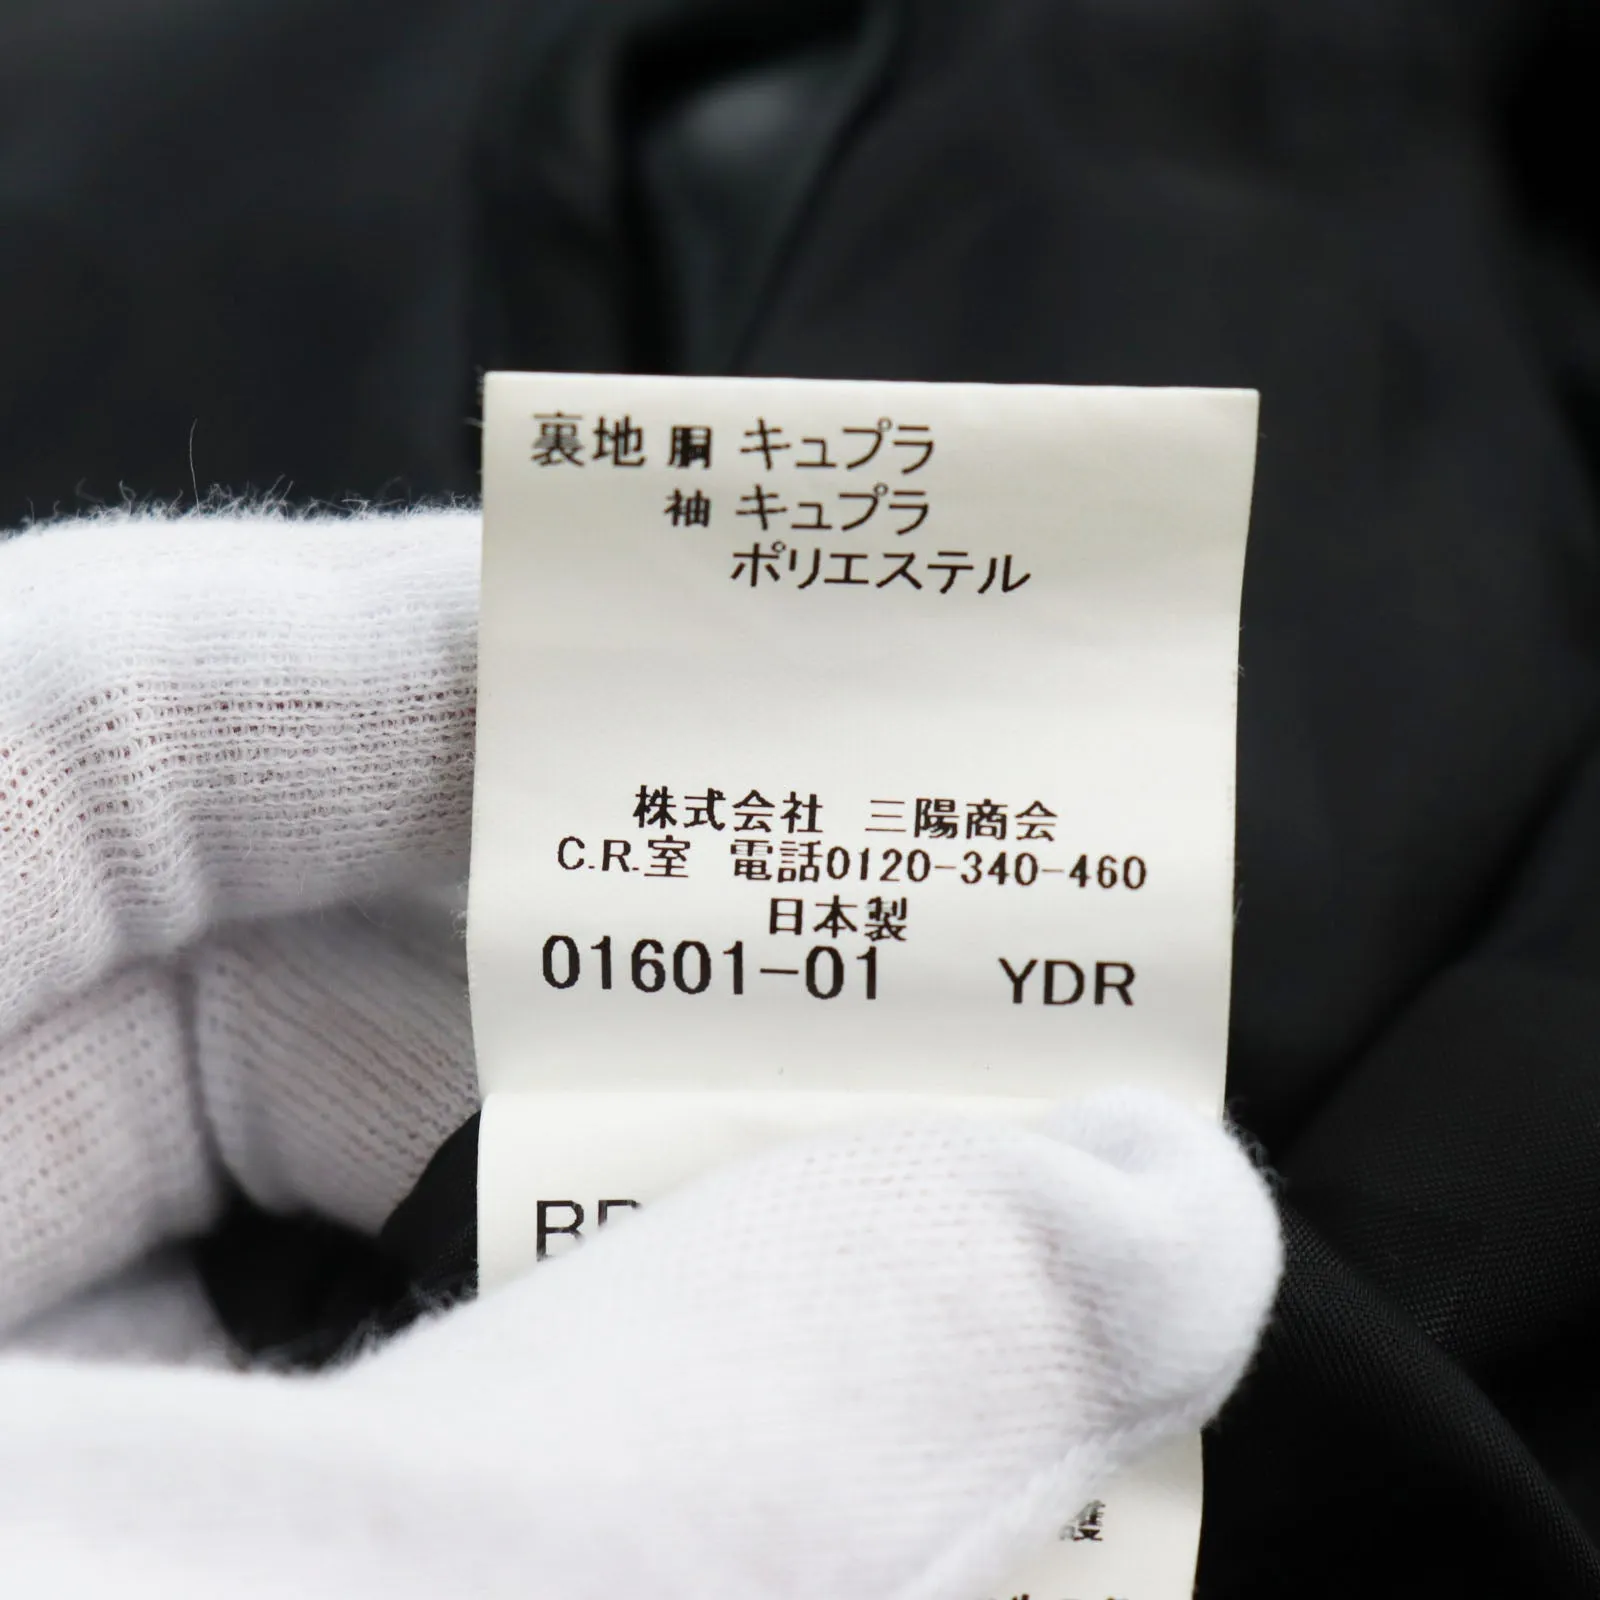 裏地 胴 キュプラ
袖 キュプラ
ポリエステル
株式会社 三陽商会
C.R.室 電話0120-340-460
日本製
01601-01 YDR